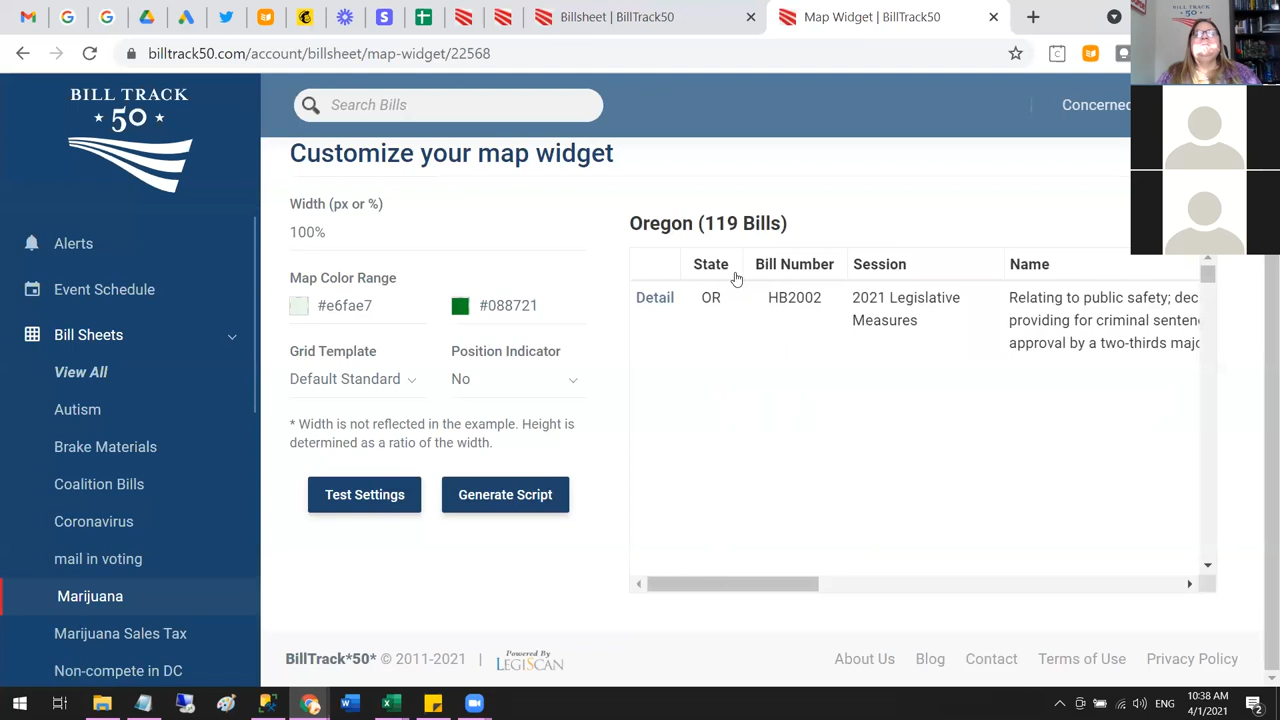 Billsheet | BillTrack50
Map Widget | BillTrack50
billtrack50.com/account/billsheet/map-widget/22568
BILL TRACK
50
Search Bills
Concerned
Alerts
Event Schedule
Bill Sheets
View All
Autism
Brake Materials
Coalition Bills
Coronavirus
mail in voting
Marijuana
Marijuana Sales Tax
Non-compete in DC
Customize your map widget
Width (px or %)
100%
Map Color Range
#e6fae7
#088721
Grid Template
Position Indicator
Default Standard
No
* Width is not reflected in the example. Height is
determined as a ratio of the width.
Test Settings
Generate Script
Oregon (119 Bills)
State
Bill Number
Session
Name
Detail
OR
HB2002
2021 Legislative
Measures
Relating to public safety; dec
providing for criminal sentenc
approval by a two-thirds majo
BillTrack*50* © 2011-2021 |
Powered By
LEGISCAN
About Us
Blog
Contact
Terms of Use
Privacy Policy
ENG
10:38 AM
4/1/2021
2